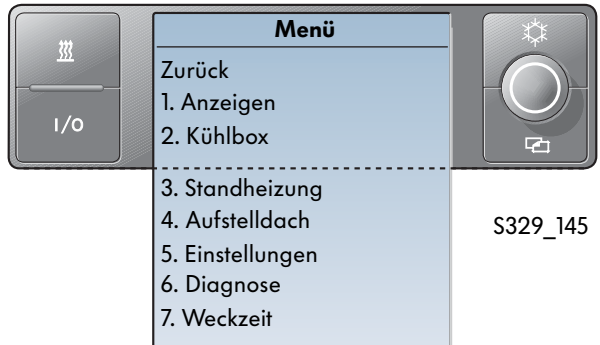 Menü
Zurück
1. Anzeigen
2. Kühlbox
I/O
3. Standheizung
4. Aufstelldach
5. Einstellungen
6. Diagnose
7. Weckzeit
S329_145